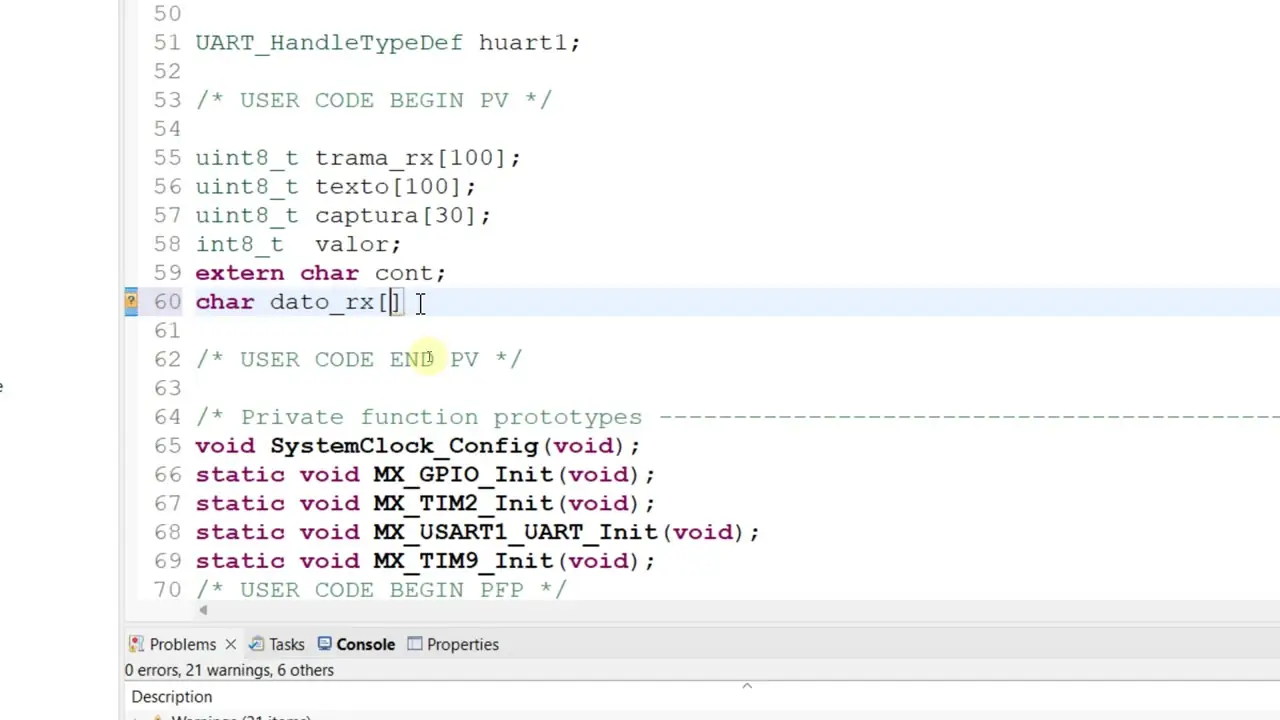 50
51 UART_HandleTypeDef huart1;
52
53 /* USER CODE BEGIN PV */
54
55 uint8_t trama_rx[100];
56 uint8_t texto[100];
57 uint8_t captura[30];
58 int8_t  valor;
59 extern char cont;
60 char dato_rx[]
61
62 /* USER CODE END PV */
63
64 /* Private function prototypes -----------------------------------------
65 void SystemClock_Config(void);
66 static void MX_GPIO_Init(void);
67 static void MX_TIM2_Init(void);
68 static void MX_USART1_UART_Init(void);
69 static void MX_TIM9_Init(void);
70 /* USER CODE BEGIN PFP */
Problems Tasks Console Properties
0 errors, 21 warnings, 6 others
Description
Warnings (21 items)